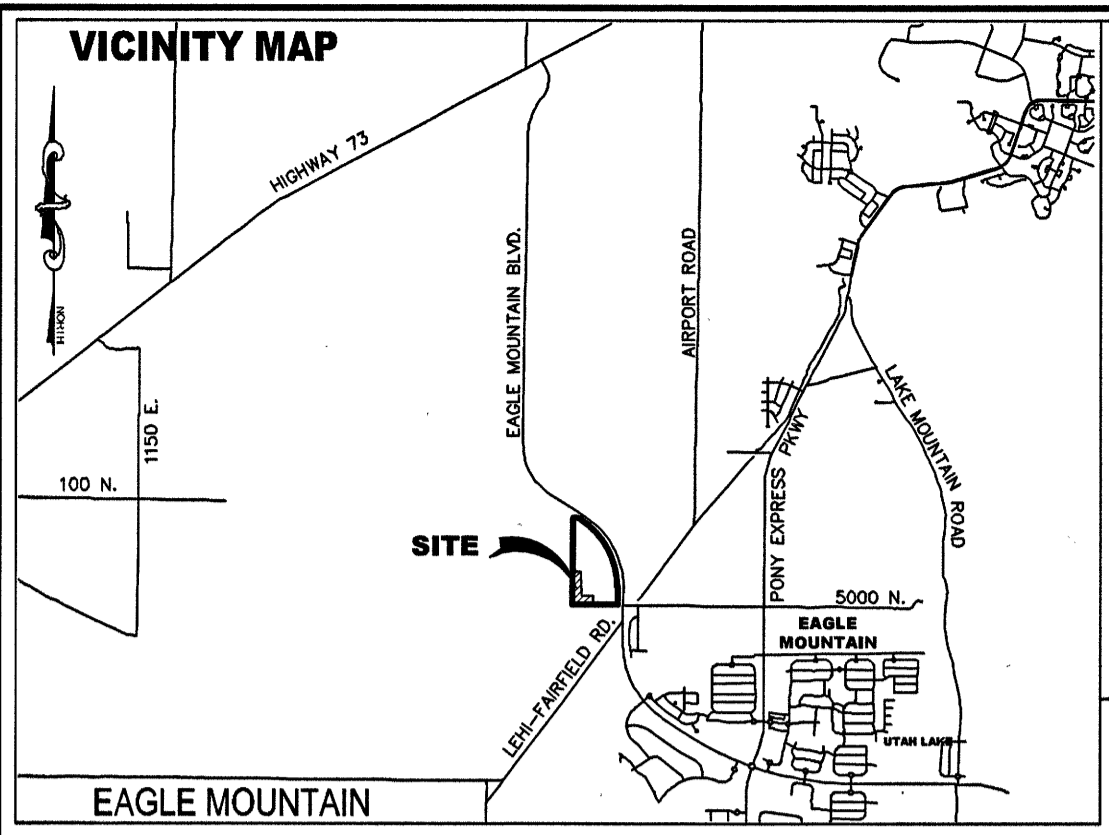 VICINITY MAP
HIGHWAY 73
NORTH
EAGLE MOUNTAIN BLVD.
AIRPORT ROAD
1150 E.
100 N.
LAKE MOUNTAIN ROAD
PONY EXPRESS PKWY
SITE
5000 N.
EAGLE
MOUNTAIN
LEHI-FAIRFIELD RD.
UTAH LAKE
EAGLE MOUNTAIN